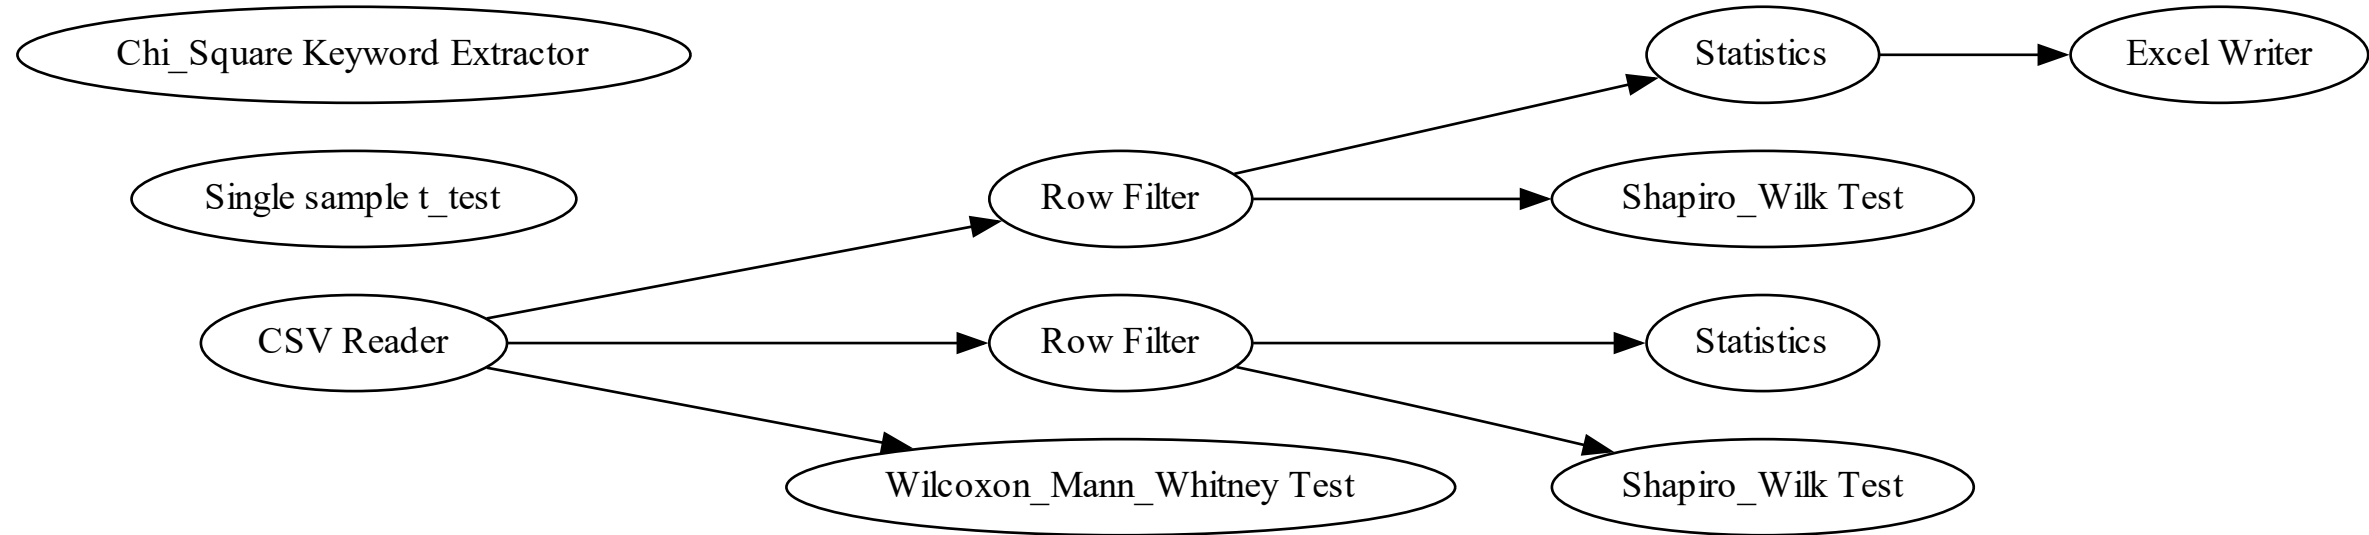 Chi_Square Keyword Extractor
Statistics
Excel Writer
Single sample t_test
Row Filter
Shapiro_Wilk Test
CSV Reader
Row Filter
Statistics
Wilcoxon_Mann_Whitney Test
Shapiro_Wilk Test